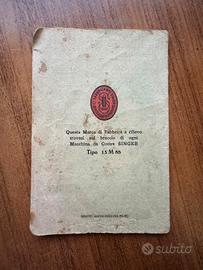 Questa Marca di Fabbrica a rilievo
trovasi sul braccio di ogni
Macchina da Cucire SINGER
Tipo 15 M 88
subito